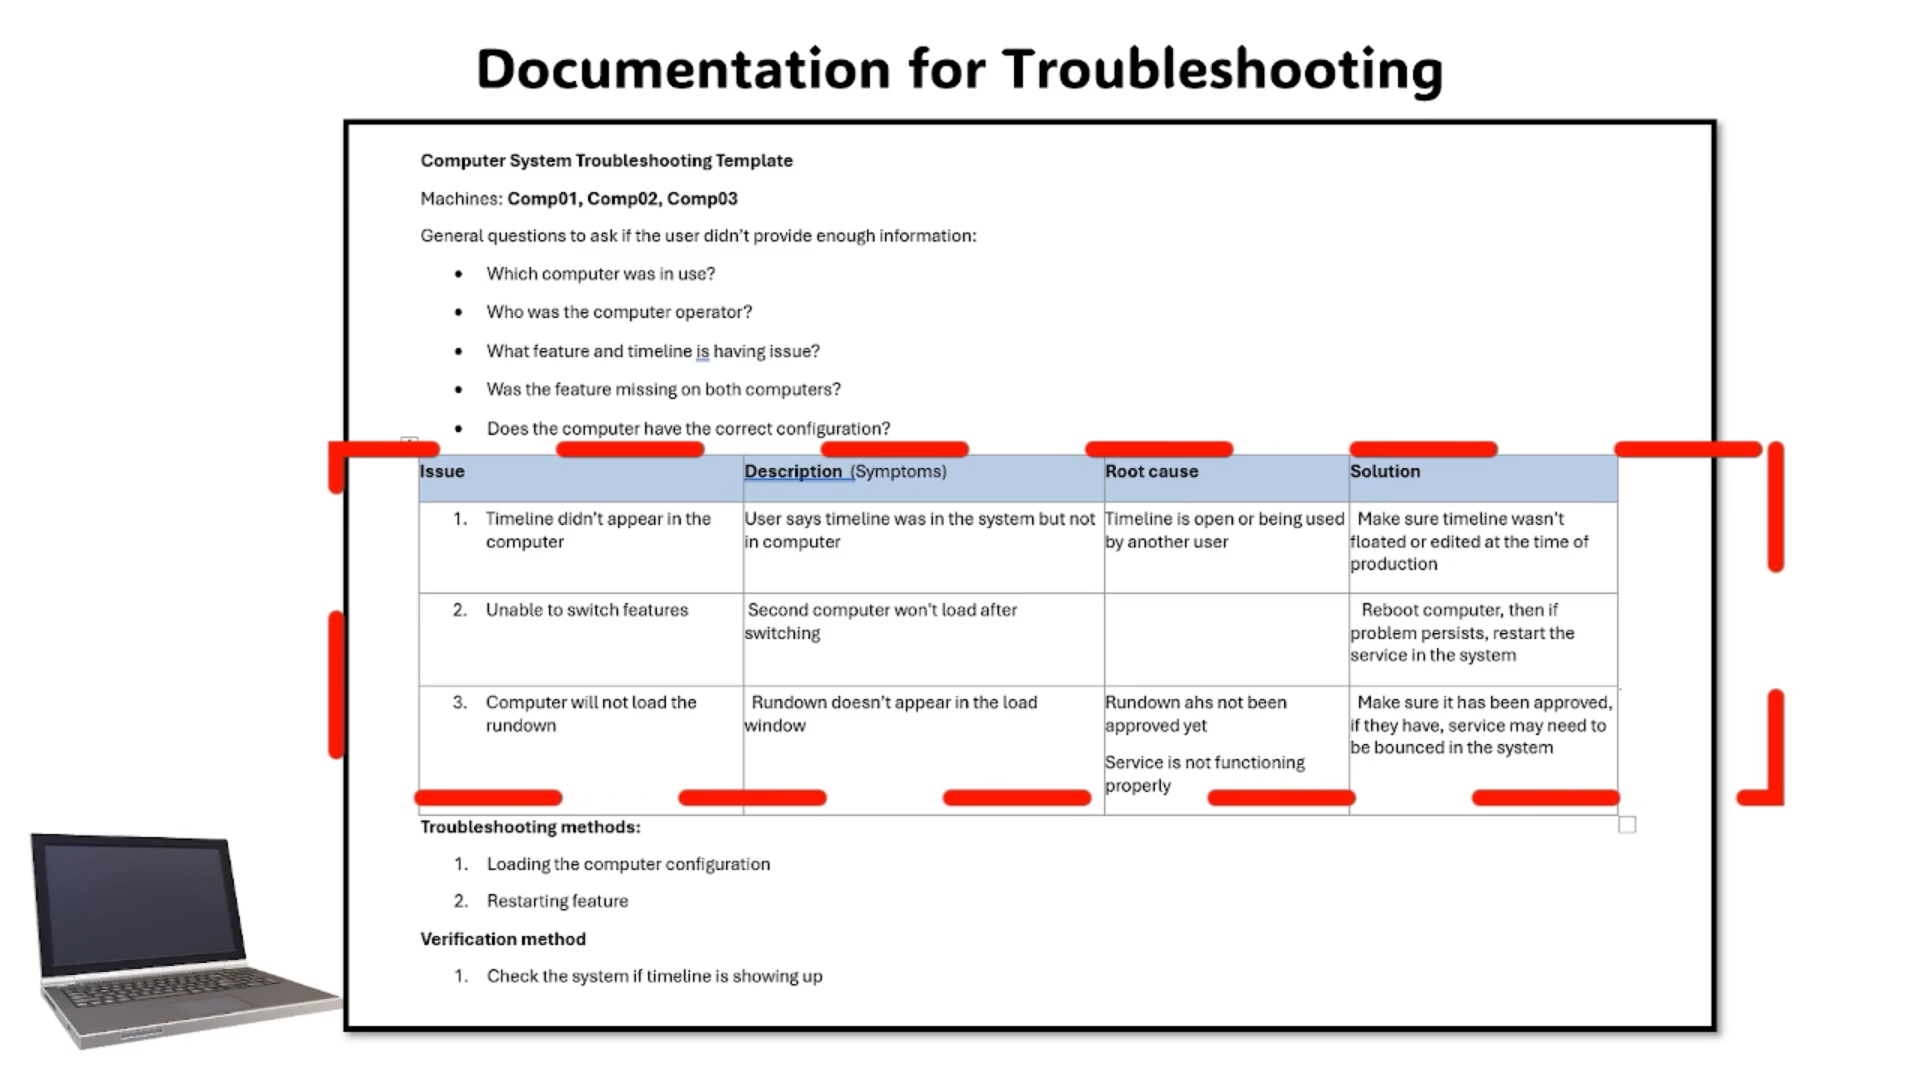 Documentation for Troubleshooting
Computer System Troubleshooting Template
Machines: Comp01, Comp02, Comp03
General questions to ask if the user didn't provide enough information:
• Which computer was in use?
• Who was the computer operator?
• What feature and timeline is having issue?
• Was the feature missing on both computers?
• Does the computer have the correct configuration?
Issue
Description (Symptoms)
Root cause
Solution
1. Timeline didn't appear in the
computer
User says timeline was in the system but not
in computer
Timeline is open or being used
by another user
Make sure timeline wasn't
floated or edited at the time of
production
2. Unable to switch features
Second computer won't load after
switching
Reboot computer, then if
problem persists, restart the
service in the system
3. Computer will not load the
rundown
Rundown doesn't appear in the load
window
Rundown ahs not been
approved yet
Service is not functioning
properly
Make sure it has been approved,
if they have, service may need to
be bounced in the system
Troubleshooting methods:
1. Loading the computer configuration
2. Restarting feature
Verification method
1. Check the system if timeline is showing up